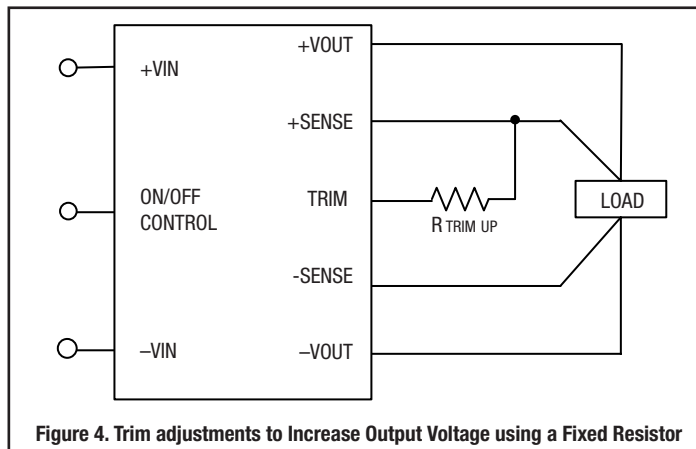 +VOUT
+VIN
+SENSE
ON/OFF
CONTROL
TRIM
LOAD
R TRIM UP
-SENSE
–VIN
–VOUT
Figure 4. Trim adjustments to Increase Output Voltage using a Fixed Resistor